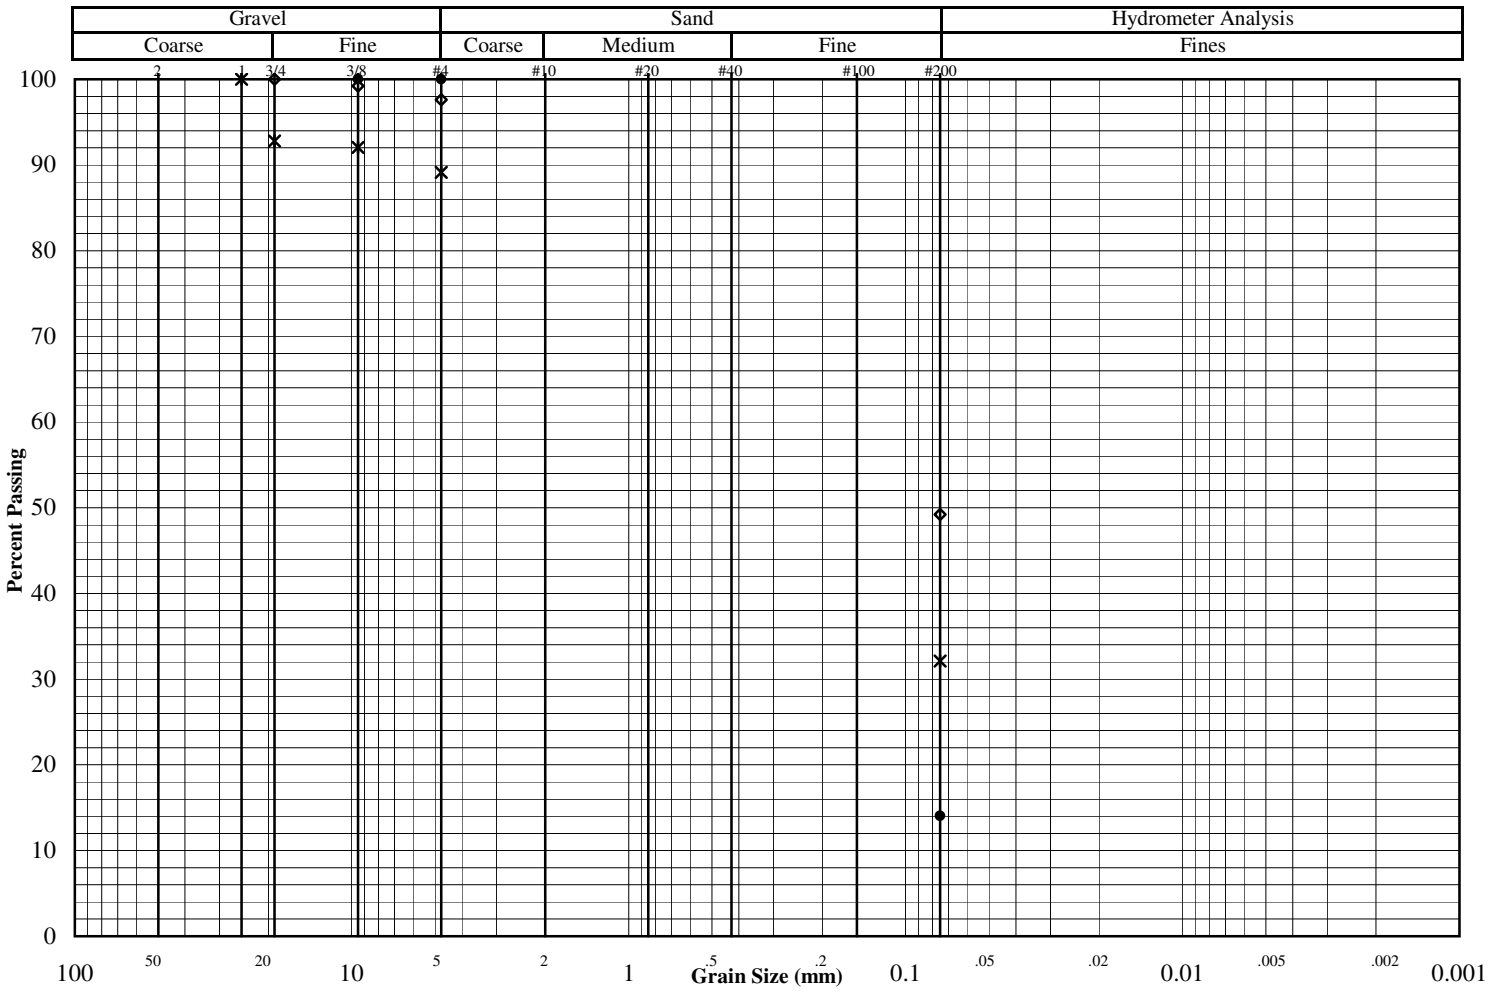 Gravel Sand Hydrometer Analysis
Coarse Fine Coarse Medium Fine Fines
2 1 3/4 3/8 #4 #10 #20 #40 #100 #200
100
90
80
70
60
50
40
30
20
10
0
Percent Passing
50 20 5 2 .5 .2 .05 .02 .005 .002
100 10 1 0.1 0.01 0.001
Grain Size (mm)